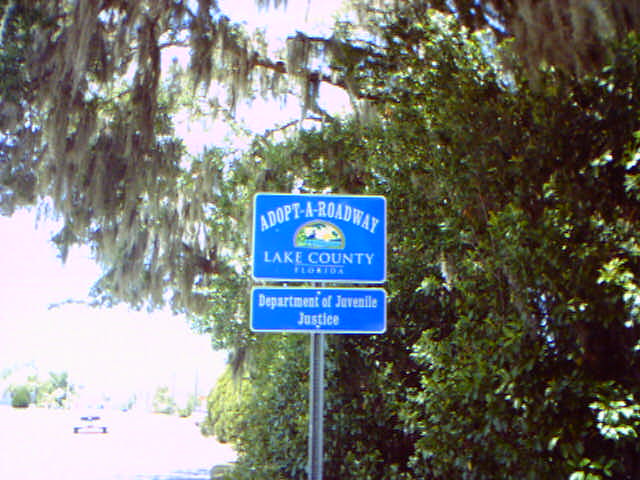 ADOPT-A-ROADWAY
LAKE COUNTY
FLORIDA
Department of Juvenile
Justice